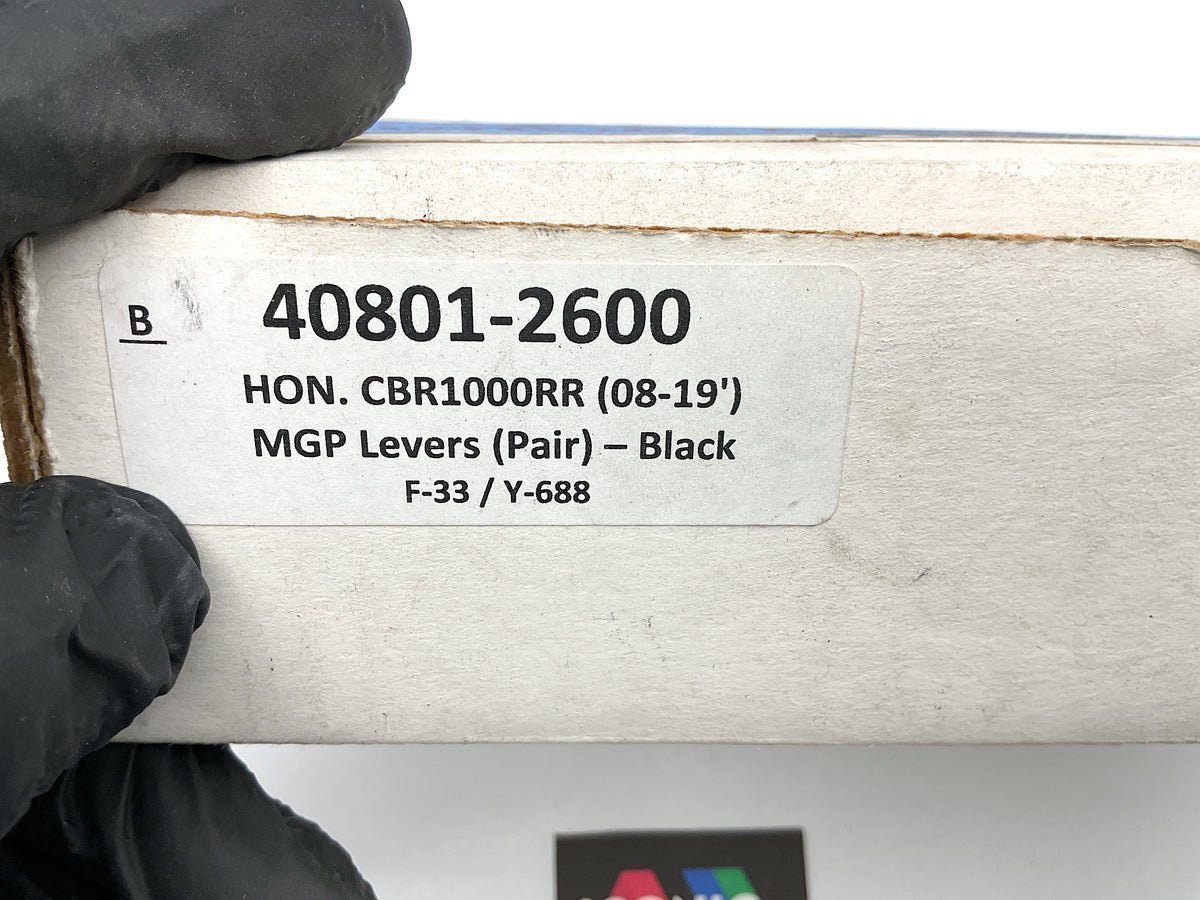 B
40801-2600
HON. CBR1000RR (08-19')
MGP Levers (Pair) – Black
F-33 / Y-688